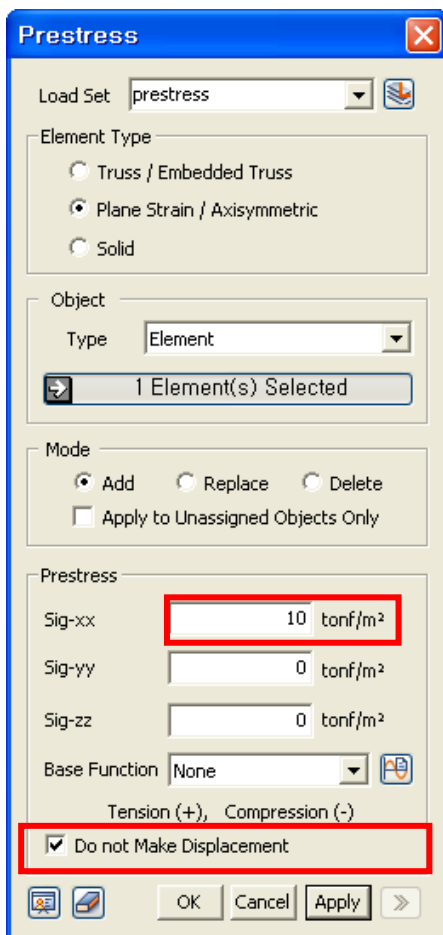 Prestress
Load Set prestress
Element Type
Truss / Embedded Truss
Plane Strain / Axisymmetric
Solid
Object
Type Element
1 Element(s) Selected
Mode
Add Replace Delete
Apply to Unassigned Objects Only
Prestress
Sig-xx 10 tonf/m²
Sig-yy 0 tonf/m²
Sig-zz 0 tonf/m²
Base Function None
Tension (+), Compression (-)
Do not Make Displacement
OK Cancel Apply